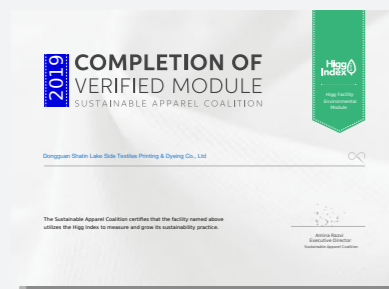 2019
COMPLETION OF
VERIFIED MODULE
SUSTAINABLE APPAREL COALITION
Higg
Index
Higg Facility
Environmental
Module
Dongguan Shatin Lake Side Textiles Printing & Dyeing Co., Ltd
The Sustainable Apparel Coalition certifies that the facility named above
utilizes the Higg Index to measure and grow its sustainability practice.
Amina Razvi
Executive Director
Sustainable Apparel Coalition